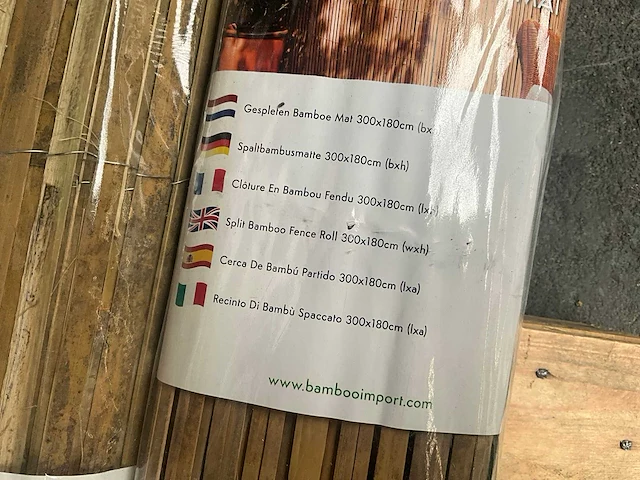 Gespleten Bamboe Mat 300x180cm
Spaltbambusmatte 300x180cm (bxh)
Clôture En Bambou Fendu 300x180cm
Split Bamboo Fence Roll 300x180cm (wxh)
Cerca De Bambú Partido 300x180cm (lxa)
Recinto Di Bambù Spaccato 300x180cm (lxa)
www.bambooimport.com